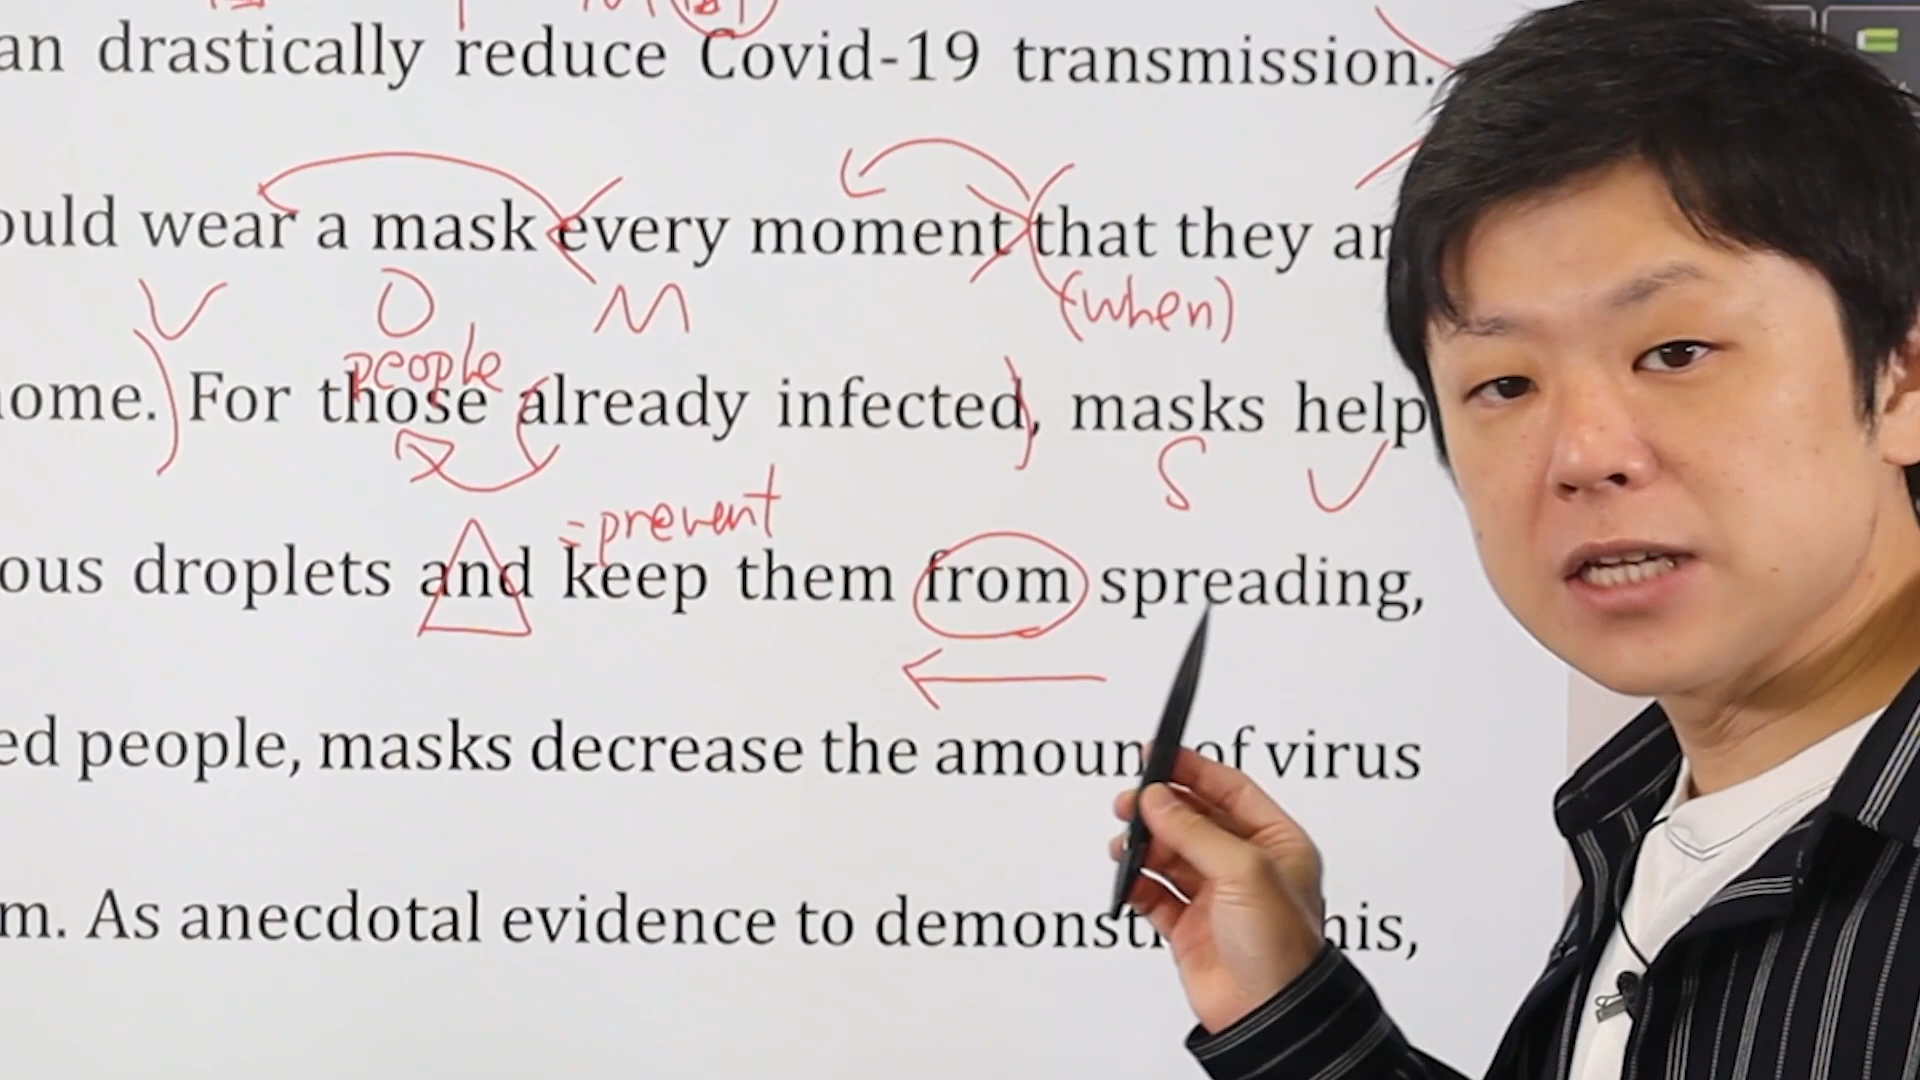 an drastically reduce Covid-19 transmission.
ould wear a mask every moment that they ar
V O M (when)
people
ome. For those already infected, masks help
S V
=prevent
ous droplets and keep them from spreading,
ed people, masks decrease the amoun of virus
m. As anecdotal evidence to demonst his,